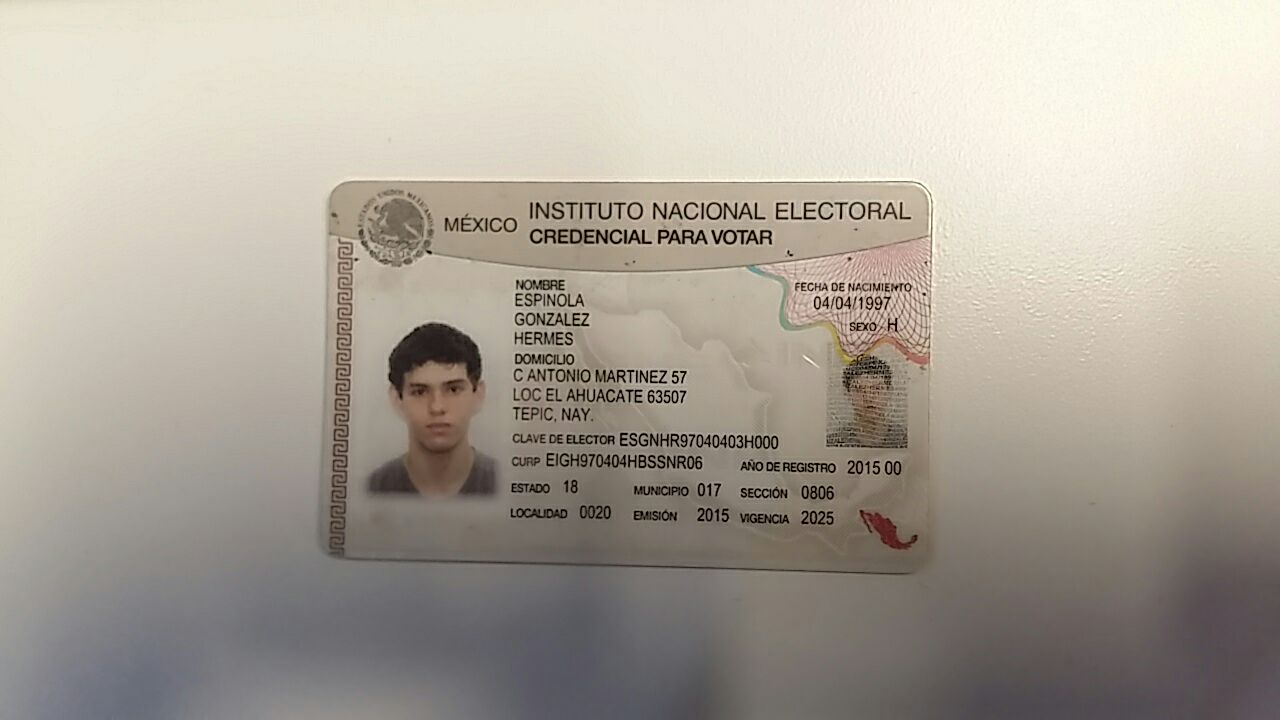 ESTADOS UNIDOS MEXICANOS
MÉXICO INSTITUTO NACIONAL ELECTORAL
CREDENCIAL PARA VOTAR
NOMBRE
ESPINOLA
GONZALEZ
HERMES
DOMICILIO
C ANTONIO MARTINEZ 57
LOC EL AHUACATE 63507
TEPIC, NAY.
FECHA DE NACIMIENTO
04/04/1997
SEXO H
CLAVE DE ELECTOR ESGNHR97040403H000
CURP EIGH970404HBSSNR06 AÑO DE REGISTRO 2015 00
ESTADO 18 MUNICIPIO 017 SECCIÓN 0806
LOCALIDAD 0020 EMISIÓN 2015 VIGENCIA 2025